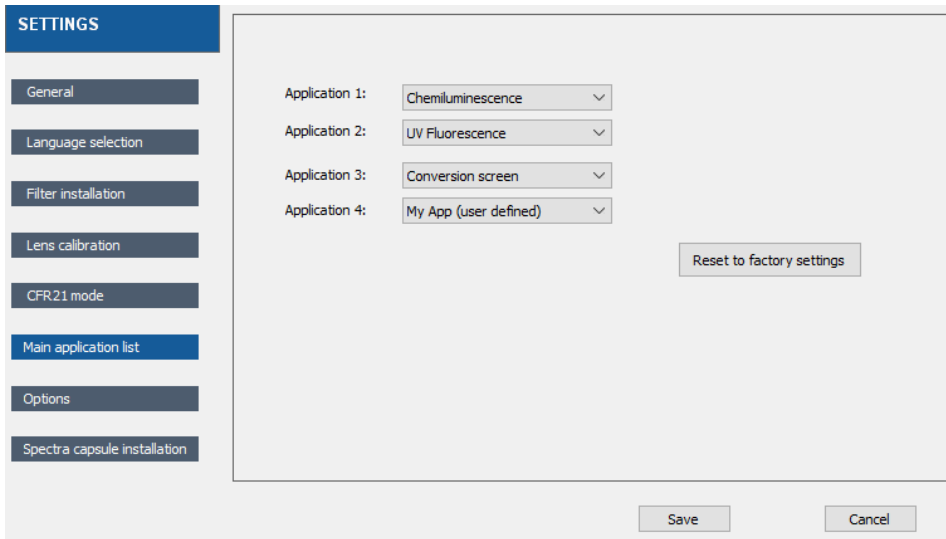 SETTINGS
General
Language selection
Filter installation
Lens calibration
CFR21 mode
Main application list
Options
Spectra capsule installation
Application 1: Chemiluminescence
Application 2: UV Fluorescence
Application 3: Conversion screen
Application 4: My App (user defined)
Reset to factory settings
Save Cancel